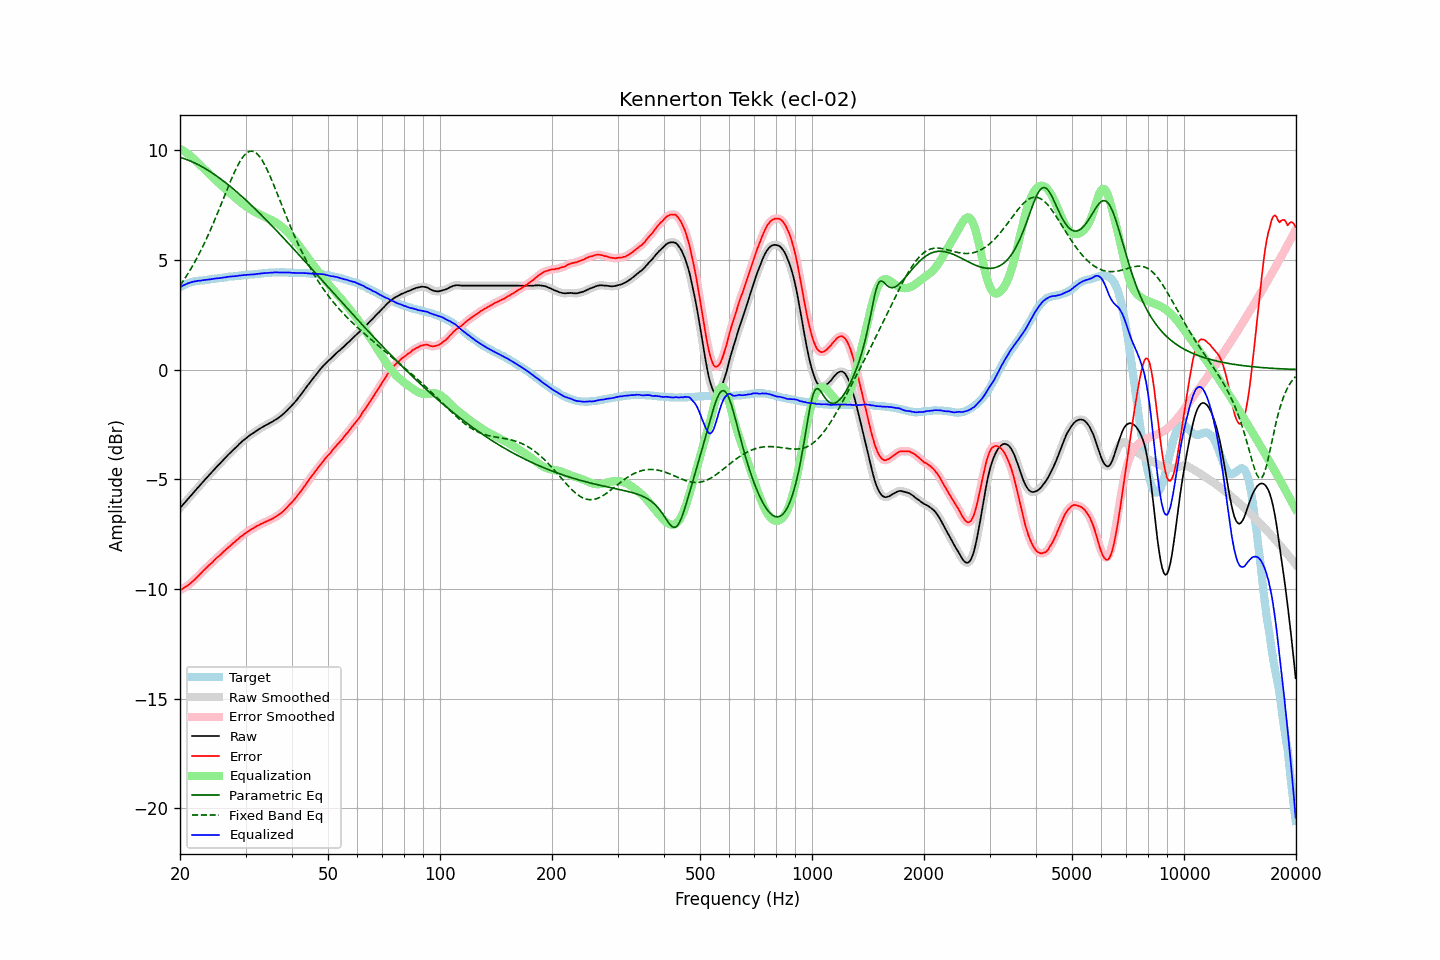 Kennerton Tekk (ecl-02)
Amplitude (dBr)
10
5
0
−5
−10
−15
−20
Target
Raw Smoothed
Error Smoothed
Raw
Error
Equalization
Parametric Eq
Fixed Band Eq
Equalized
20 50 100 200 500 1000 2000 5000 10000 20000
Frequency (Hz)